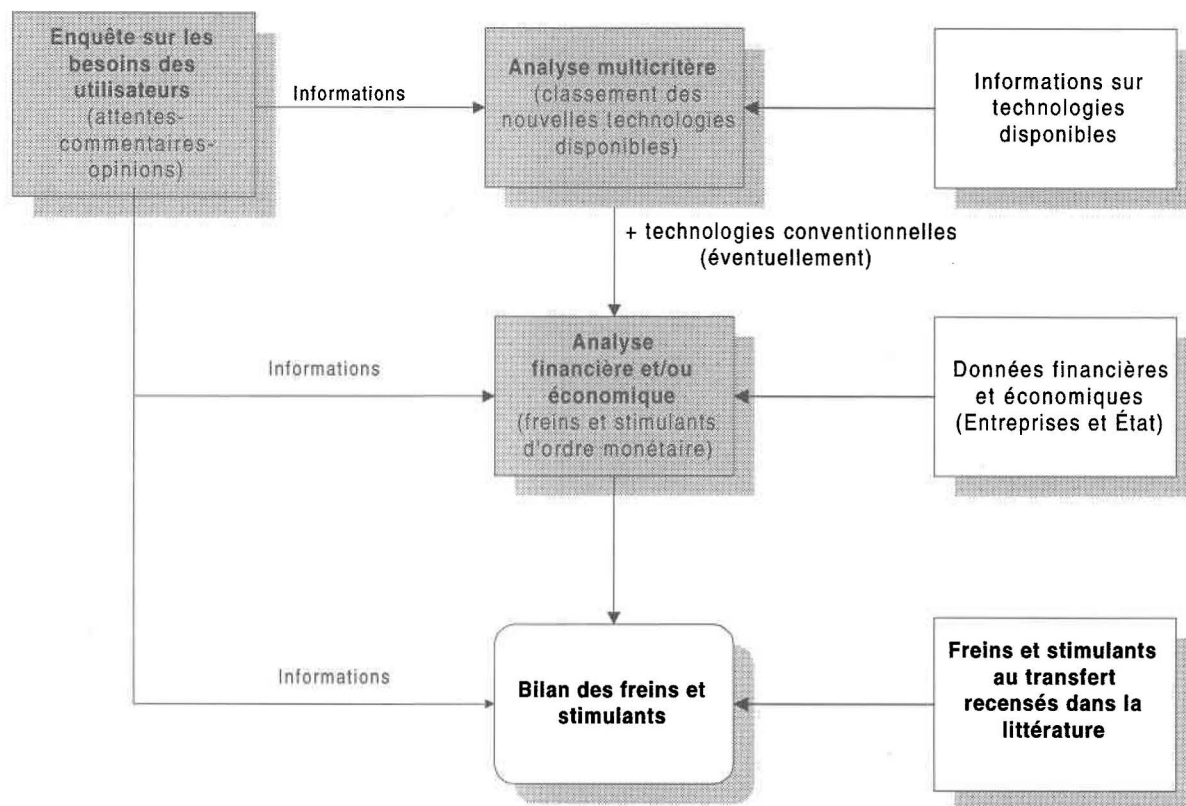 Enquête sur les
besoins des
utilisateurs
(attentes-
commentaires-
opinions)
Informations
Analyse multicritère
(classement des
nouvelles technologies
disponibles)
Informations sur
technologies
disponibles
+ technologies conventionnelles
(éventuellement)
Informations
Analyse
financière et/ou
économique
(freins et stimulants
d'ordre monétaire)
Données financières
et économiques
(Entreprises et État)
Informations
Bilan des freins et
stimulants
Freins et stimulants
au transfert
recensés dans la
littérature